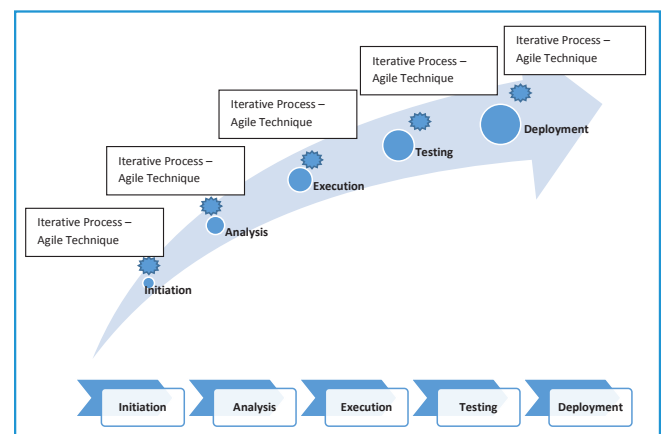 Iterative Process –
Agile Technique
Deployment
Iterative Process –
Agile Technique
Testing
Iterative Process –
Agile Technique
Execution
Iterative Process –
Agile Technique
Analysis
Iterative Process –
Agile Technique
Initiation
Initiation
Analysis
Execution
Testing
Deployment